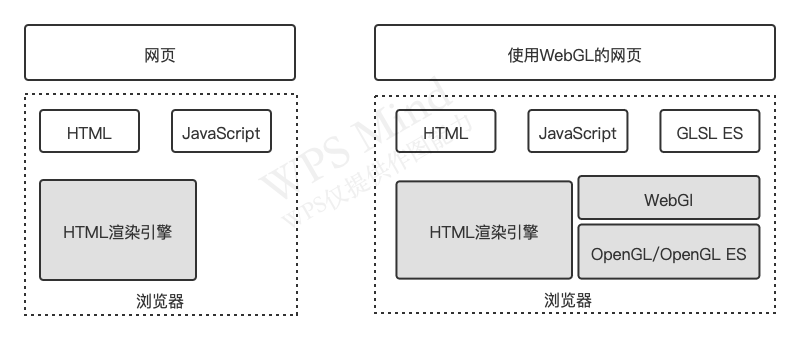 网页
HTML
JavaScript
HTML渲染引擎
浏览器
使用WebGL的网页
HTML
JavaScript
GLSL ES
HTML渲染引擎
WebGl
OpenGL/OpenGL ES
浏览器
WPS Mind
WPS仅提供作图能力